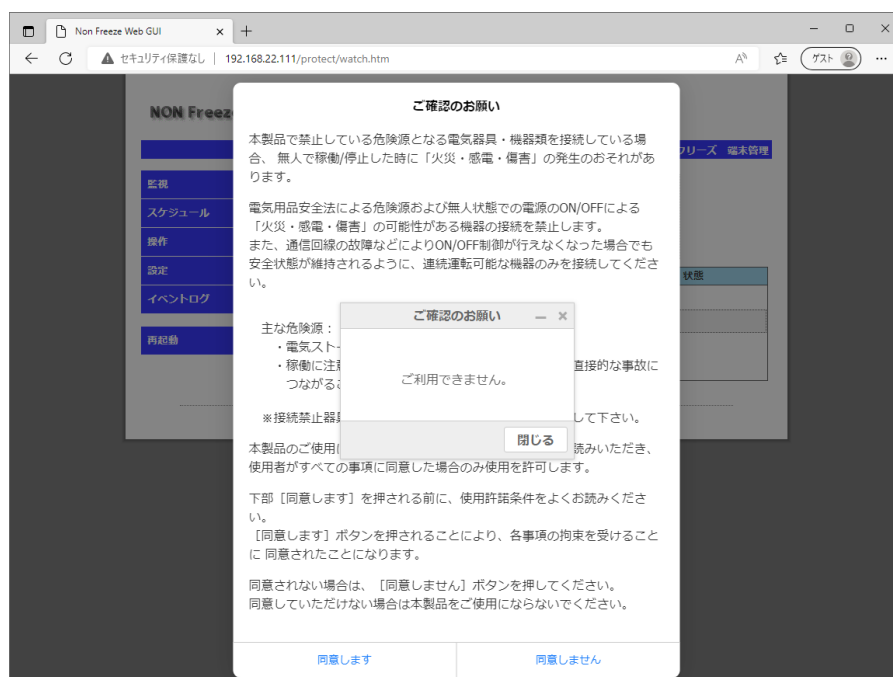 Non Freeze Web GUI
セキュリティ保護なし | 192.168.22.111/protect/watch.htm
ゲスト
NON Freez
フリーズ 端末管理
監視
スケジュール
操作
設定
イベントログ
再起動
状態
ご確認のお願い
本製品で禁止している危険源となる電気器具・機器類を接続している場
合、 無人で稼働/停止した時に「火災・感電・傷害」の発生のおそれがあ
ります。
電気用品安全法による危険源および無人状態での電源のON/OFFによる
「火災・感電・傷害」の可能性がある機器の接続を禁止します。
また、通信回線の故障などによりON/OFF制御が行えなくなった場合でも
安全状態が維持されるように、連続運転可能な機器のみを接続してくださ
い。
主な危険源：
・電気スト
・稼働に注 直接的な事故に
つながる
※接続禁止器 して下さい。
本製品のご使用 読みいただき、
使用者がすべての事項に同意した場合のみ使用を許可します。
下部［同意します］を押される前に、使用許諾条件をよくお読みくださ
い。
［同意します］ボタンを押されることにより、各事項の拘束を受けること
に 同意されたことになります。
同意されない場合は、［同意しません］ボタンを押してください。
同意していただけない場合は本製品をご使用にならないでください。
同意します 同意しません
ご確認のお願い
ご利用できません。
閉じる